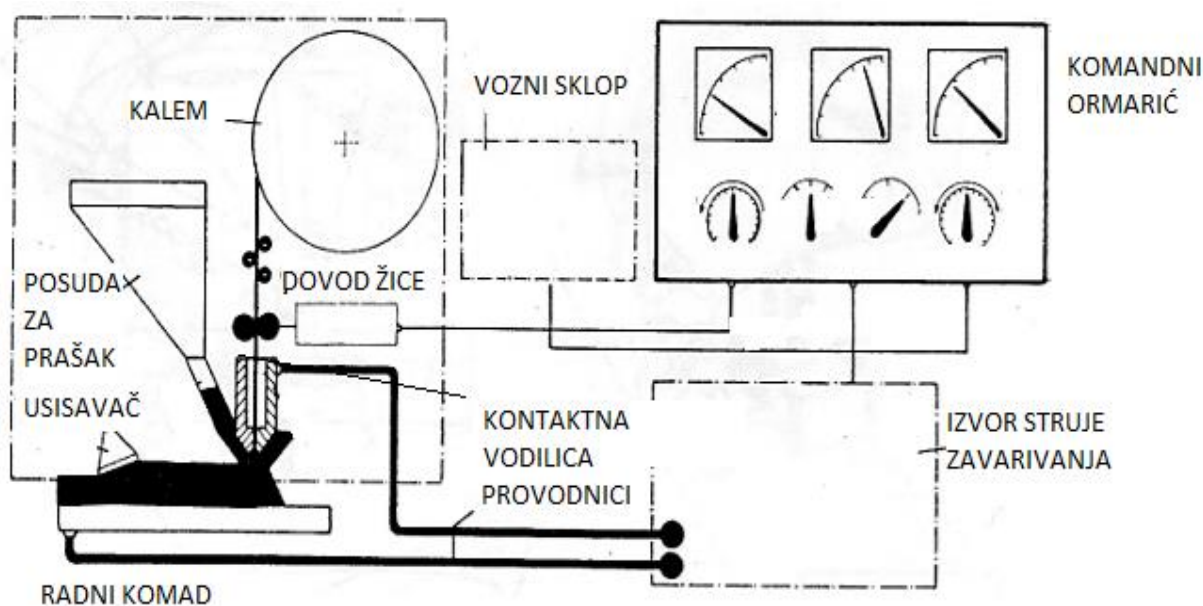 KALEM
VOZNI SKLOP
KOMANDNI
ORMARIĆ
POSUDA
ZA
PRAŠAK
DOVOD ŽICE
USISAVAČ
KONTAKTNA
VODILICA
PROVODNICI
IZVOR STRUJE
ZAVARIVANJA
RADNI KOMAD